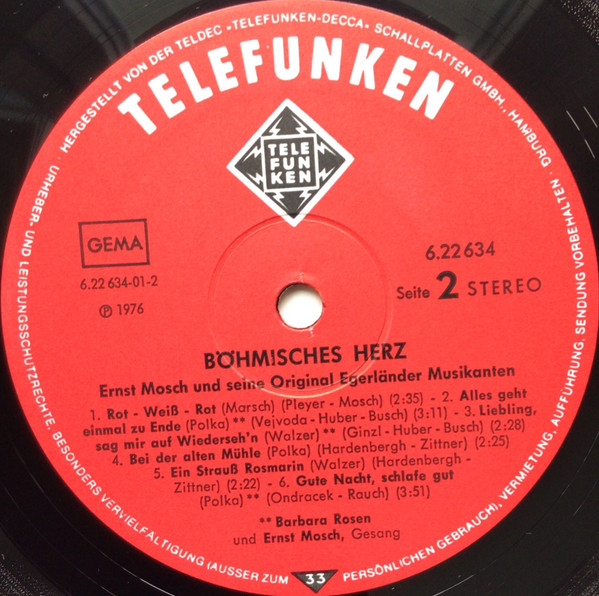 HERGESTELLT VON DER TELDEC »TELEFUNKEN-DECCA« SCHALLPLATTEN GMBH., HAMBURG
TELEFUNKEN
TELE
FUN
KEN
GEMA
6.22 634-01-2
Ⓟ 1976
6.22634
Seite 2 STEREO
BÖHMISCHES HERZ
Ernst Mosch und seine Original Egerländer Musikanten
1. Rot - Weiß - Rot (Marsch) (Pleyer - Mosch) (2:35) - 2. Alles geht
einmal zu Ende (Polka) ** (Vejvoda - Huber - Busch) (3:11) - 3. Liebling,
sag mir auf Wiederseh'n (Walzer) ** (Ginzl - Huber - Busch) (2:28)
4. Bei der alten Mühle (Polka) (Hardenbergh - Zittner) (2:25)
5. Ein Strauß Rosmarin (Walzer) (Hardenbergh -
Zittner) (2:22) - 6. Gute Nacht, schlafe gut
(Polka) ** (Ondracek - Rauch) (3:51)
** Barbara Rosen
und Ernst Mosch, Gesang
33
URHEBER- UND LEISTUNGSSCHUTZRECHTE, BESONDERS VERVIELFÄLTIGUNG (AUSSER ZUM PERSÖNLICHEN GEBRAUCH), VERMIETUNG, AUFFÜHRUNG, SENDUNG VORBEHALTEN